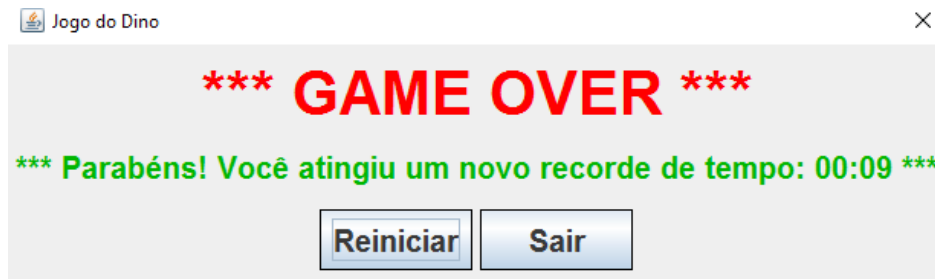 Jogo do Dino
*** GAME OVER ***
*** Parabéns! Você atingiu um novo recorde de tempo: 00:09 ***
Reiniciar
Sair